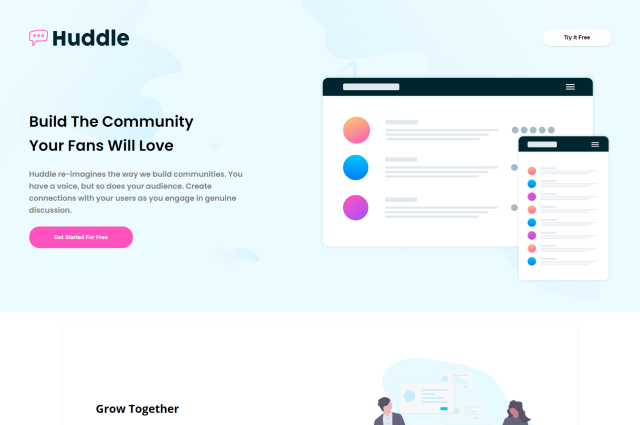 Huddle
Try It Free
Build The Community
Your Fans Will Love
Huddle re-imagines the way we build communities. You
have a voice, but so does your audience. Create
connections with your users as you engage in genuine
discussion.
Get Started For Free
Grow Together